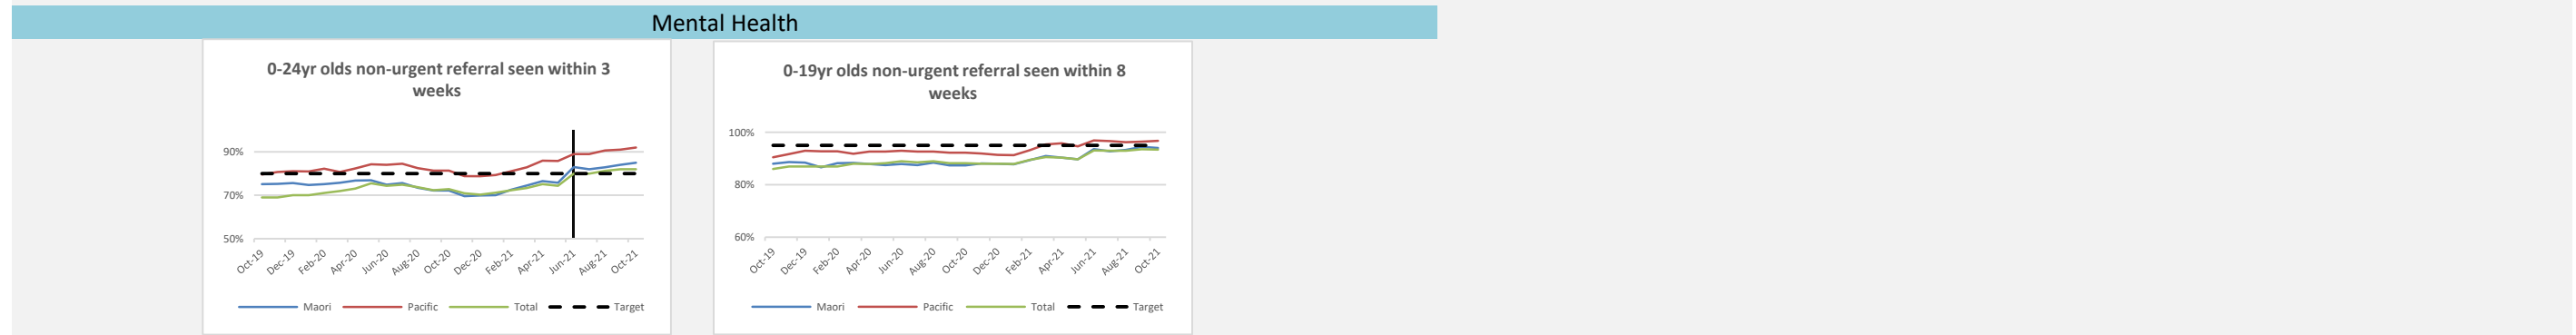 Mental Health
0-24yr olds non-urgent referral seen within 3
weeks
90%
70%
50%
Oct-19 Dec-19 Feb-20 Apr-20 Jun-20 Aug-20 Oct-20 Dec-20 Feb-21 Apr-21 Jun-21 Aug-21 Oct-21
Maori Pacific Total Target
0-19yr olds non-urgent referral seen within 8
weeks
100%
80%
60%
Oct-19 Dec-19 Feb-20 Apr-20 Jun-20 Aug-20 Oct-20 Dec-20 Feb-21 Apr-21 Jun-21 Aug-21 Oct-21
Maori Pacific Total Target